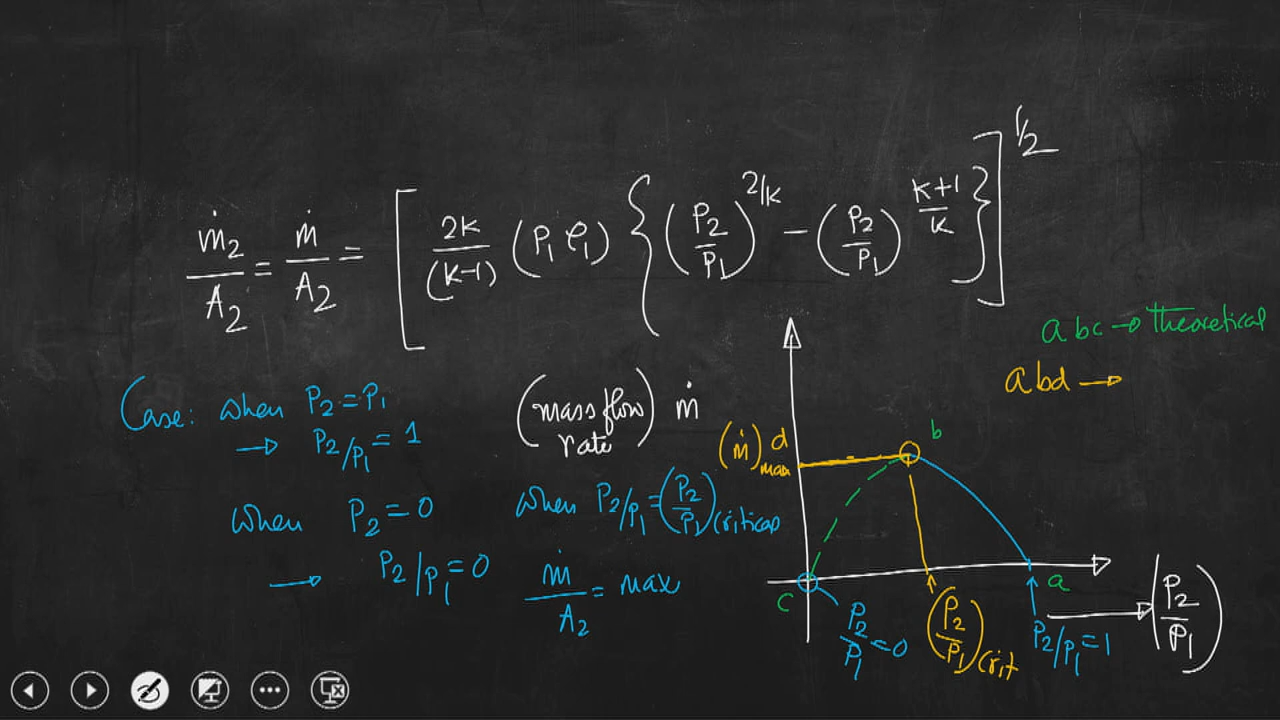 ṁ₂/A₂ = ṁ/A₂ = [ 2K/(K-1) (P₁ ρ₁) { (P₂/P₁)^(2/K) - (P₂/P₁)^((K+1)/K) } ]^(1/2)
abc → theoretical
abd →
Case: when P₂ = P₁
→ P₂/P₁ = 1
when P₂ = 0
→ P₂/P₁ = 0
(mass flow rate) ṁ
when P₂/P₁ = (P₂/P₁)critical
ṁ/A₂ = max
(ṁ)max d
b
c
a
P₂/P₁ = 0
(P₂/P₁)crit
P₂/P₁ = 1
→ (P₂/P₁)